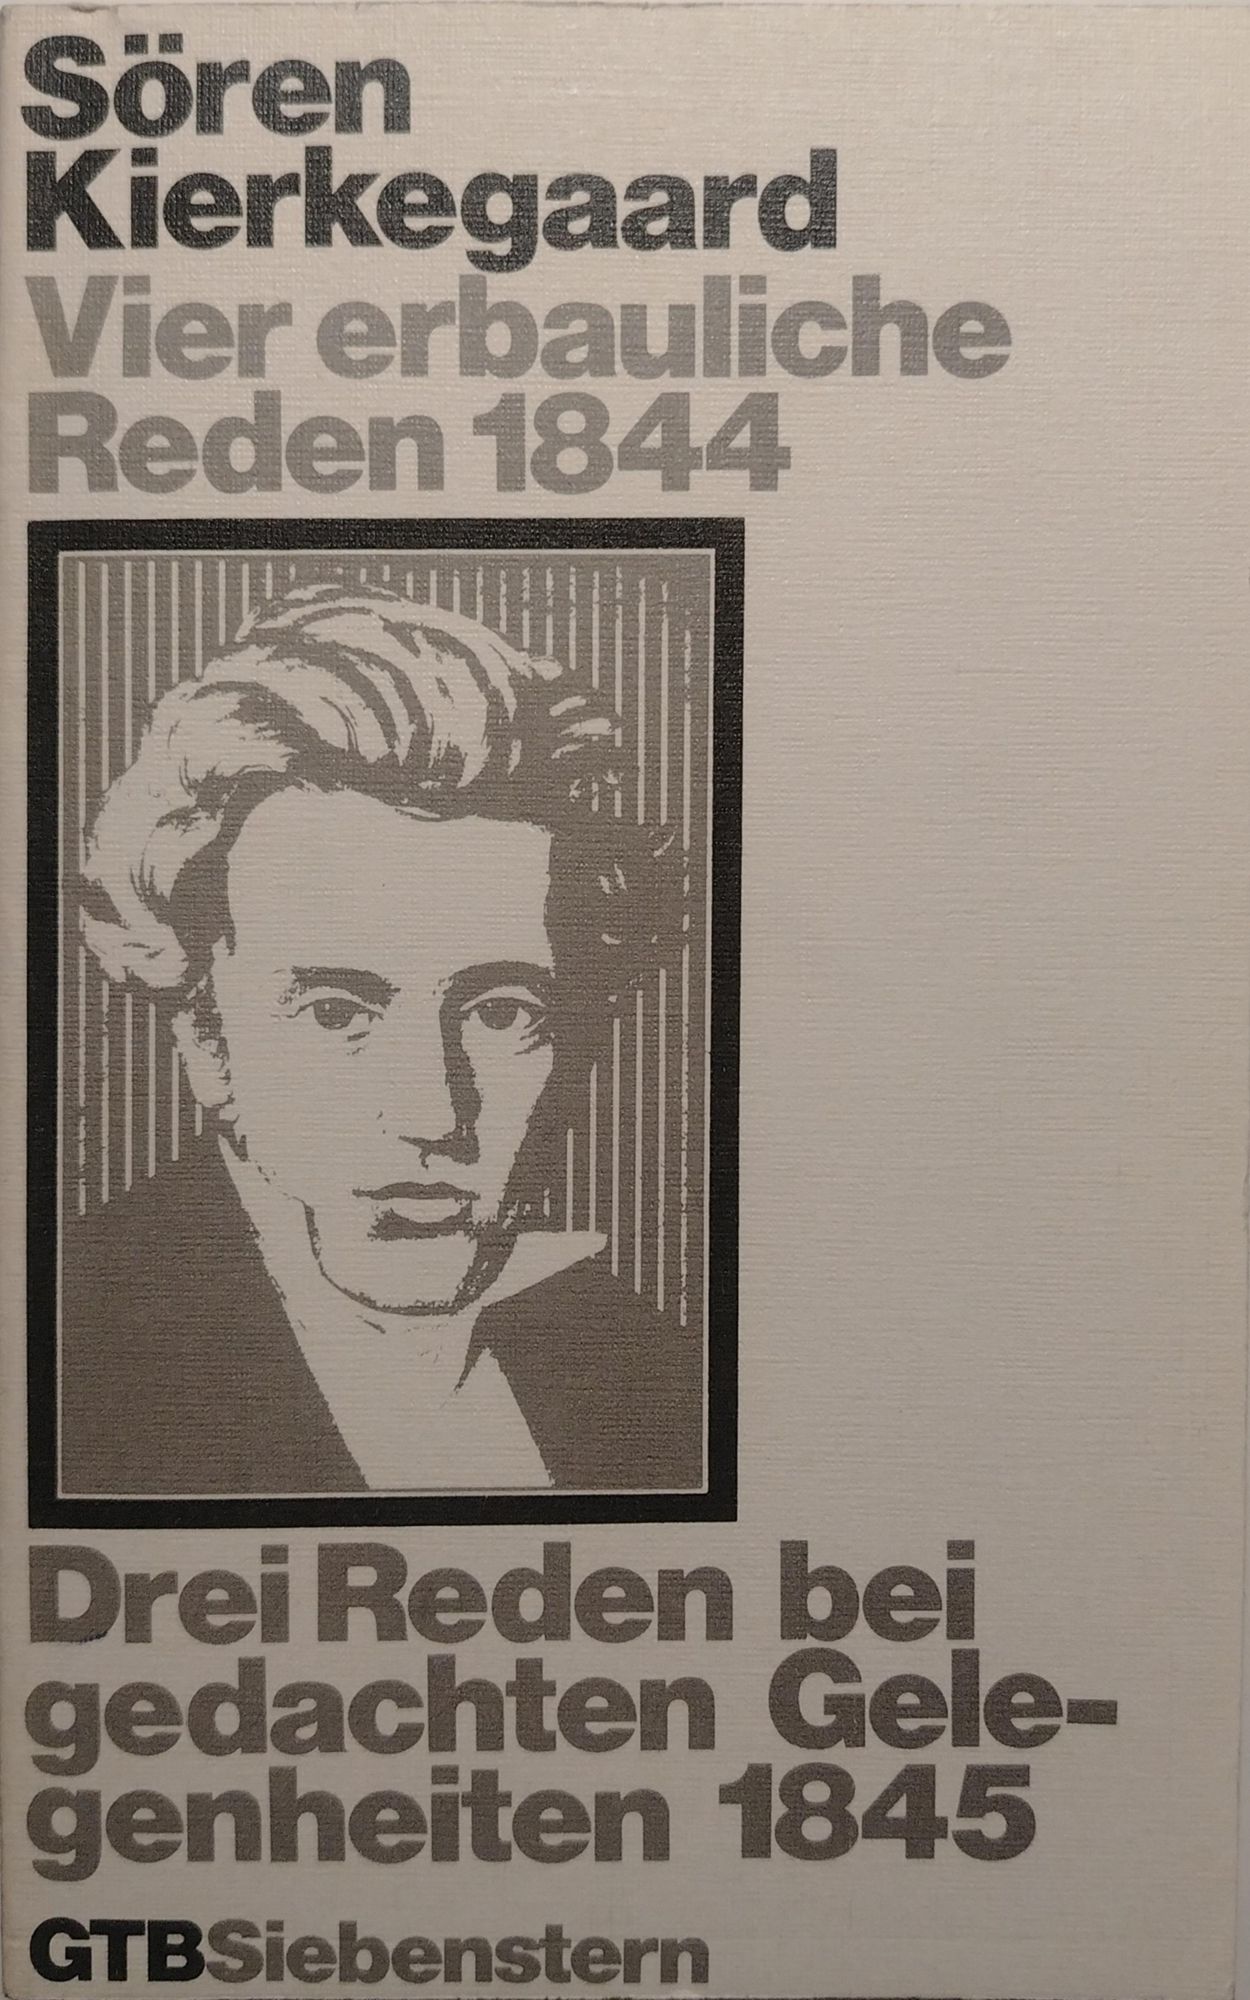 Sören
Kierkegaard
Vier erbauliche
Reden 1844
Drei Reden bei
gedachten Gele-
genheiten 1845
GTBSiebenstern